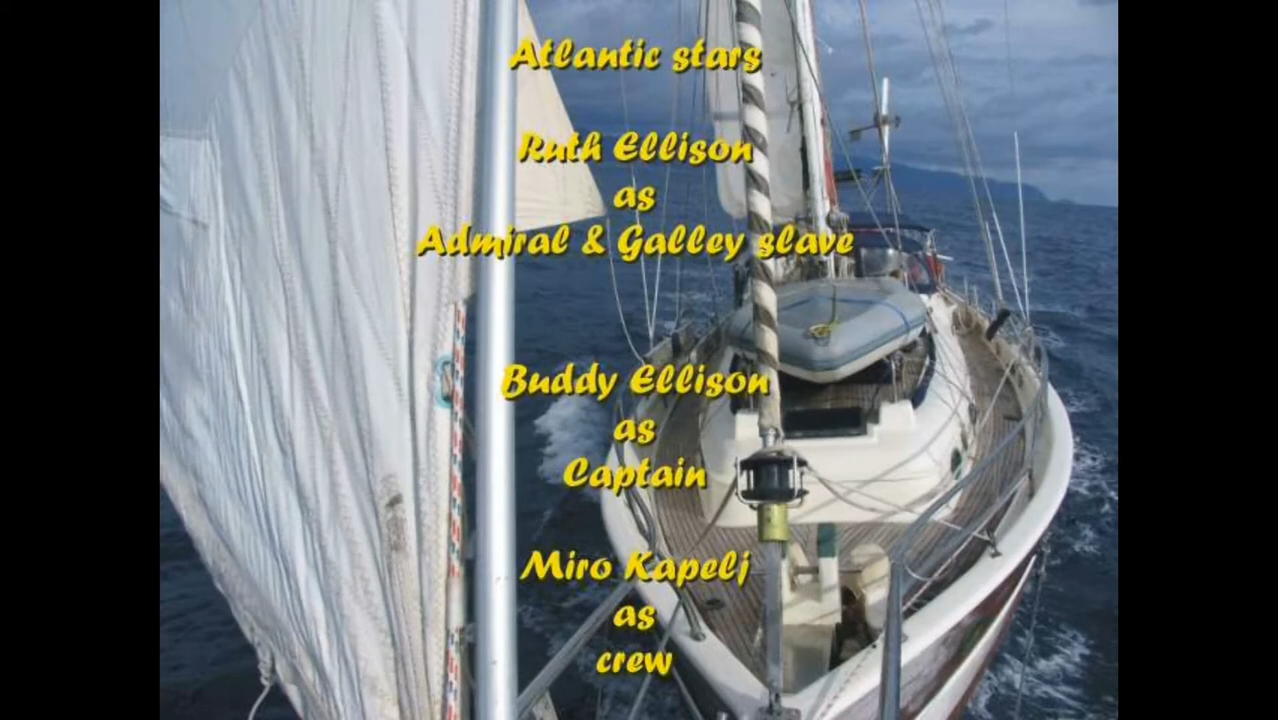 Atlantic stars
Ruth Ellison
as
Admiral & Galley slave
Buddy Ellison
as
Captain
Miro Kapelj
as
crew